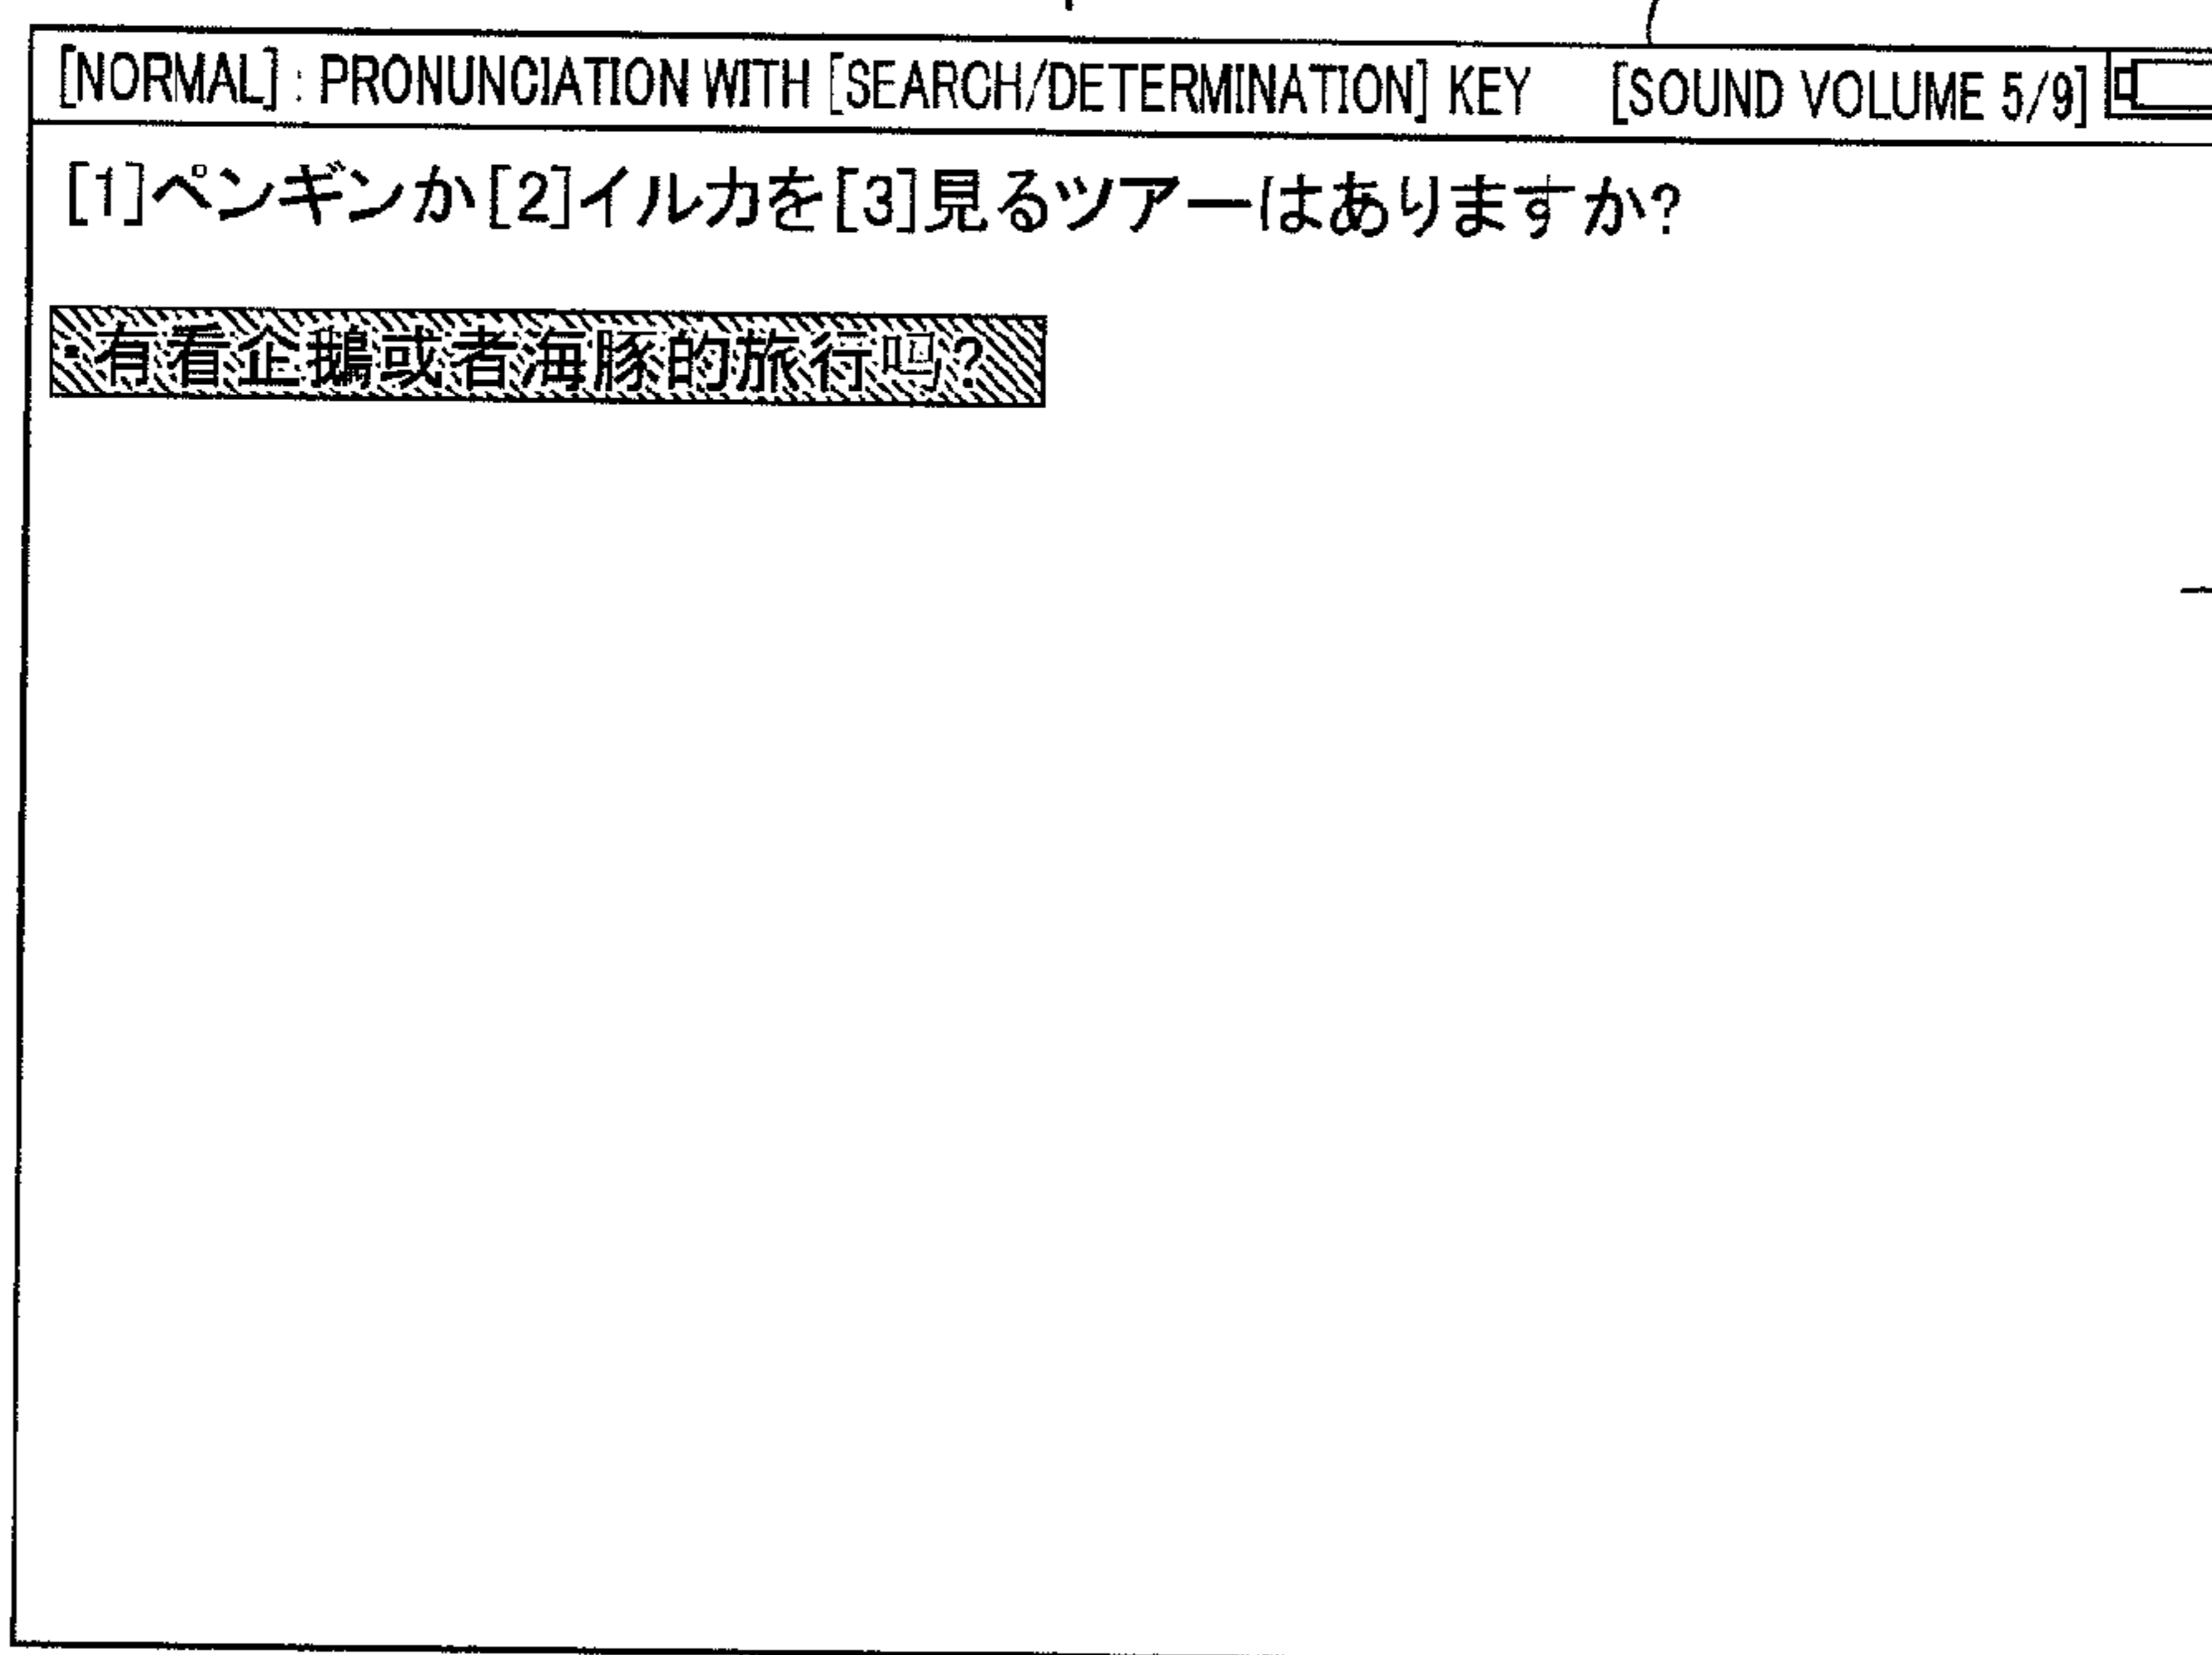 [NORMAL] : PRONUNCIATION WITH [SEARCH/DETERMINATION] KEY [SOUND VOLUME 5/9]
[1]ペンギンか[2]イルカを[3]見るツアーはありますか?
:有看企鵝或者海豚的旅行吗?